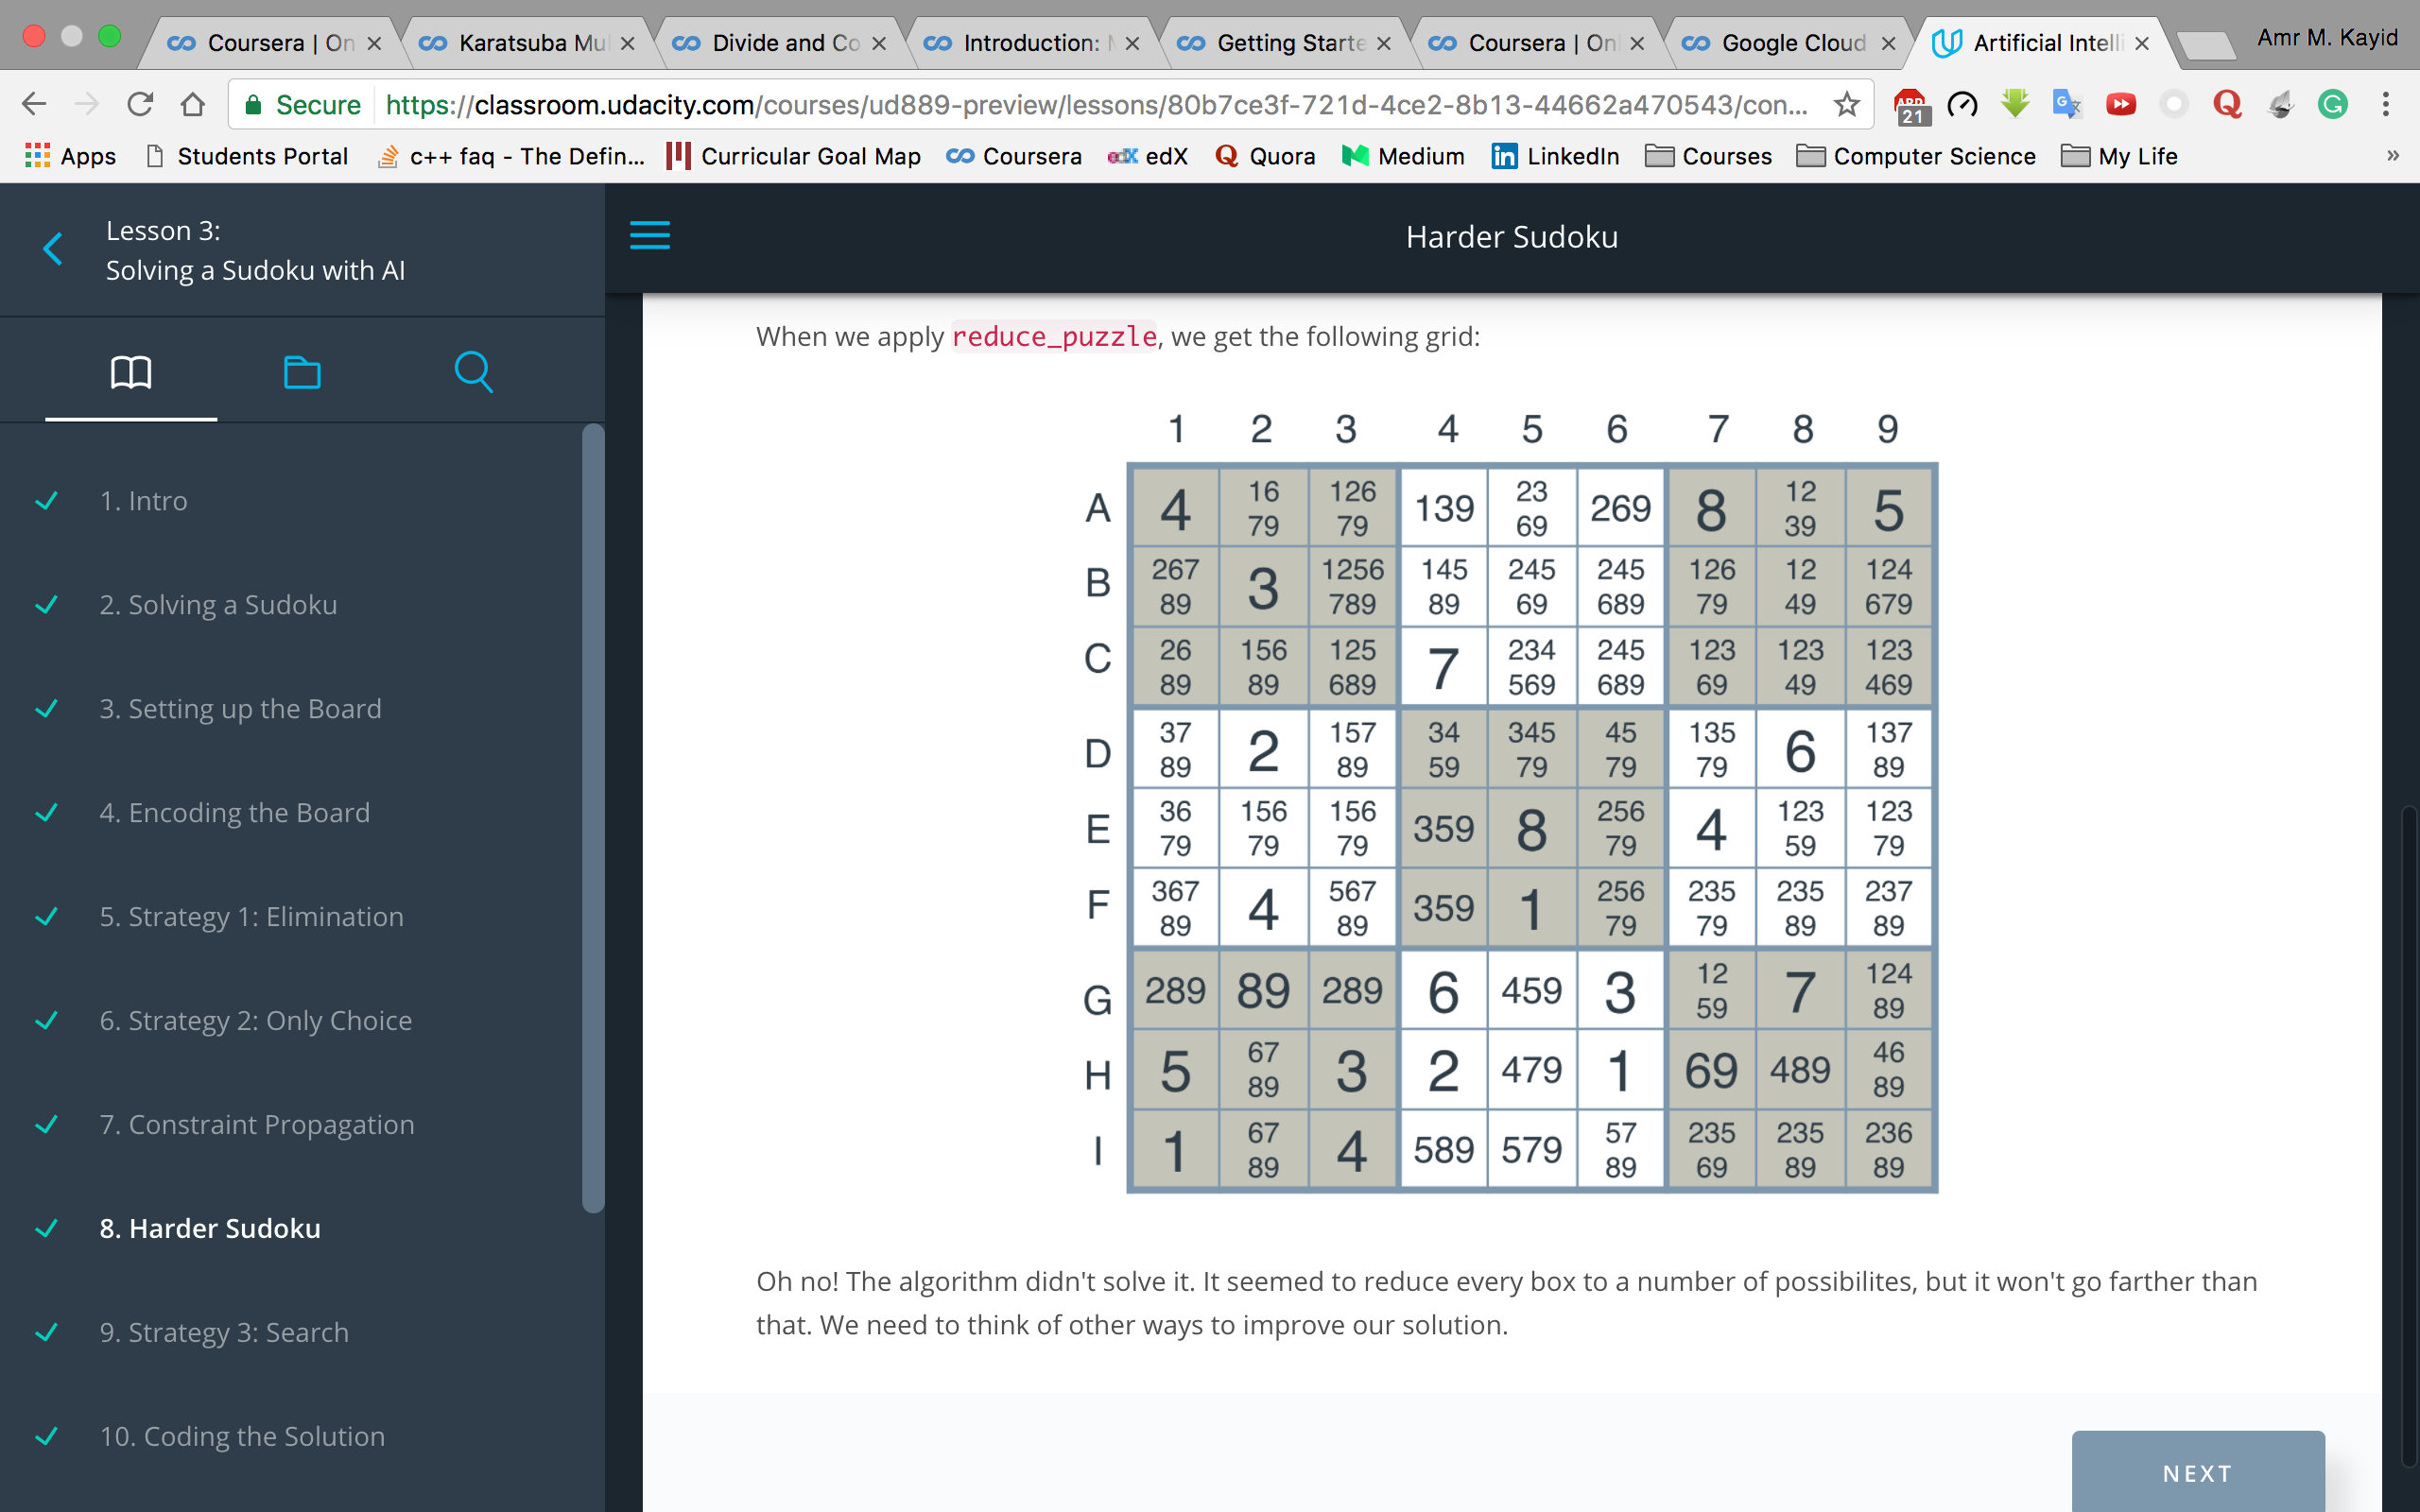 Coursera | On
Karatsuba Mul
Divide and Co
Introduction:
Getting Starte
Coursera | Onl
Google Cloud
Artificial Intelli
Amr M. Kayid
Secure https://classroom.udacity.com/courses/ud889-preview/lessons/80b7ce3f-721d-4ce2-8b13-44662a470543/con...
21
Apps Students Portal c++ faq - The Defin... Curricular Goal Map Coursera edX Quora Medium LinkedIn Courses Computer Science My Life »
Lesson 3:
Solving a Sudoku with AI
1. Intro
2. Solving a Sudoku
3. Setting up the Board
4. Encoding the Board
5. Strategy 1: Elimination
6. Strategy 2: Only Choice
7. Constraint Propagation
8. Harder Sudoku
9. Strategy 3: Search
10. Coding the Solution
Harder Sudoku
When we apply reduce_puzzle, we get the following grid:
1 2 3 4 5 6 7 8 9
A 4 1679 12679 139 2369 269 8 1239 5
B 26789 3 1256789 14589 24569 245689 12679 1249 124679
C 2689 15689 125689 7 234569 245689 12369 12349 123469
D 3789 2 15789 3459 34579 4579 13579 6 13789
E 3679 15679 15679 359 8 25679 4 12359 12379
F 36789 4 56789 359 1 25679 23579 23589 23789
G 289 89 289 6 459 3 1259 7 12489
H 5 6789 3 2 479 1 69 489 4689
I 1 6789 4 589 579 5789 23569 23589 23689
Oh no! The algorithm didn't solve it. It seemed to reduce every box to a number of possibilites, but it won't go farther than
that. We need to think of other ways to improve our solution.
NEXT